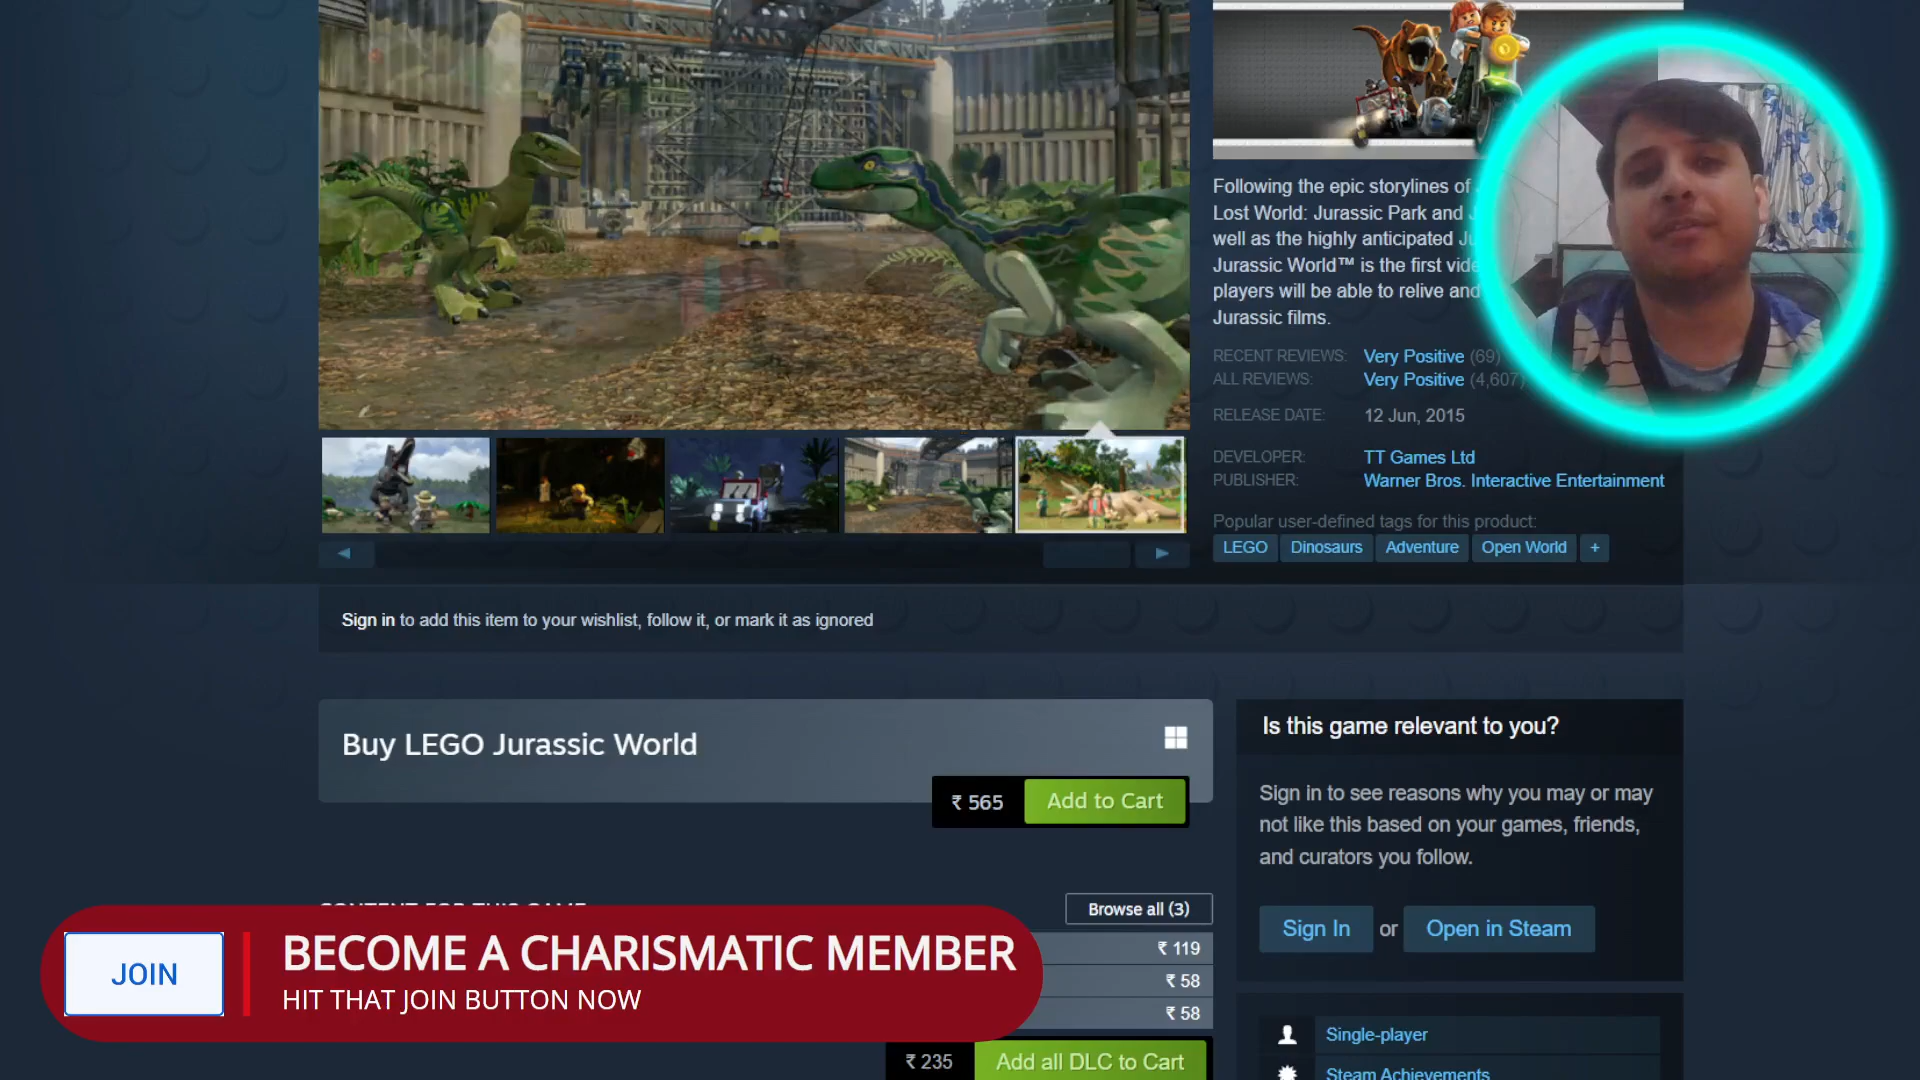 Following the epic storylines of
Lost World: Jurassic Park and
well as the highly anticipated
Jurassic World™ is the first
players will be able to relive and
Jurassic films.
RECENT REVIEWS: Very Positive (69)
ALL REVIEWS: Very Positive (4,607)
RELEASE DATE: 12 Jun, 2015
DEVELOPER: TT Games Ltd
PUBLISHER: Warner Bros. Interactive Entertainment
Popular user-defined tags for this product:
LEGO Dinosaurs Adventure Open World +
Sign in to add this item to your wishlist, follow it, or mark it as ignored
Buy LEGO Jurassic World
₹ 565 Add to Cart
Is this game relevant to you?
Sign in to see reasons why you may or may
not like this based on your games, friends,
and curators you follow.
Sign In or Open in Steam
CONTENT FOR THIS GAME
Browse all (3)
₹ 119
₹ 58
₹ 58
₹ 235 Add all DLC to Cart
Single-player
Steam Achievements
JOIN
BECOME A CHARISMATIC MEMBER
HIT THAT JOIN BUTTON NOW